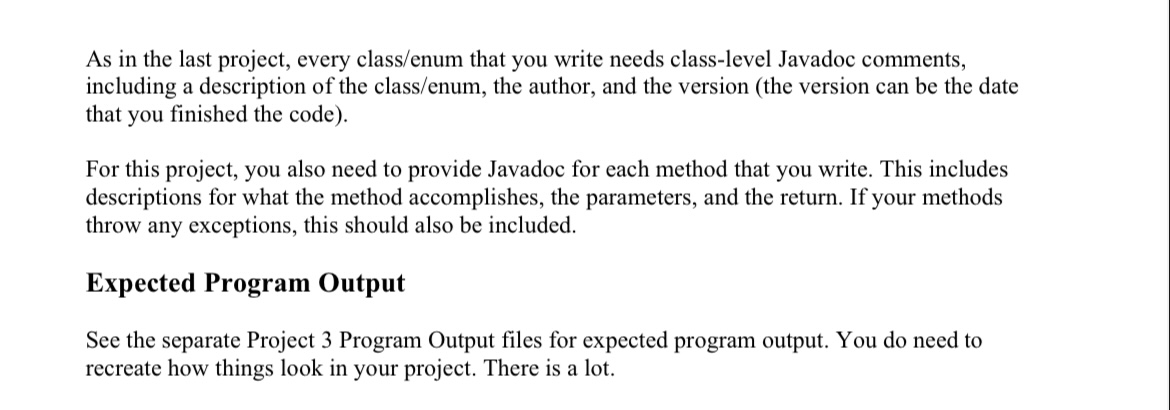 As in the last project, every class/enum that you write needs class-level Javadoc comments,
including a description of the class/enum, the author, and the version (the version can be the date
that you finished the code).
For this project, you also need to provide Javadoc for each method that you write. This includes
descriptions for what the method accomplishes, the parameters, and the return. If your methods
throw any exceptions, this should also be included.
Expected Program Output
See the separate Project 3 Program Output files for expected program output. You do need to
recreate how things look in your project. There is a lot.